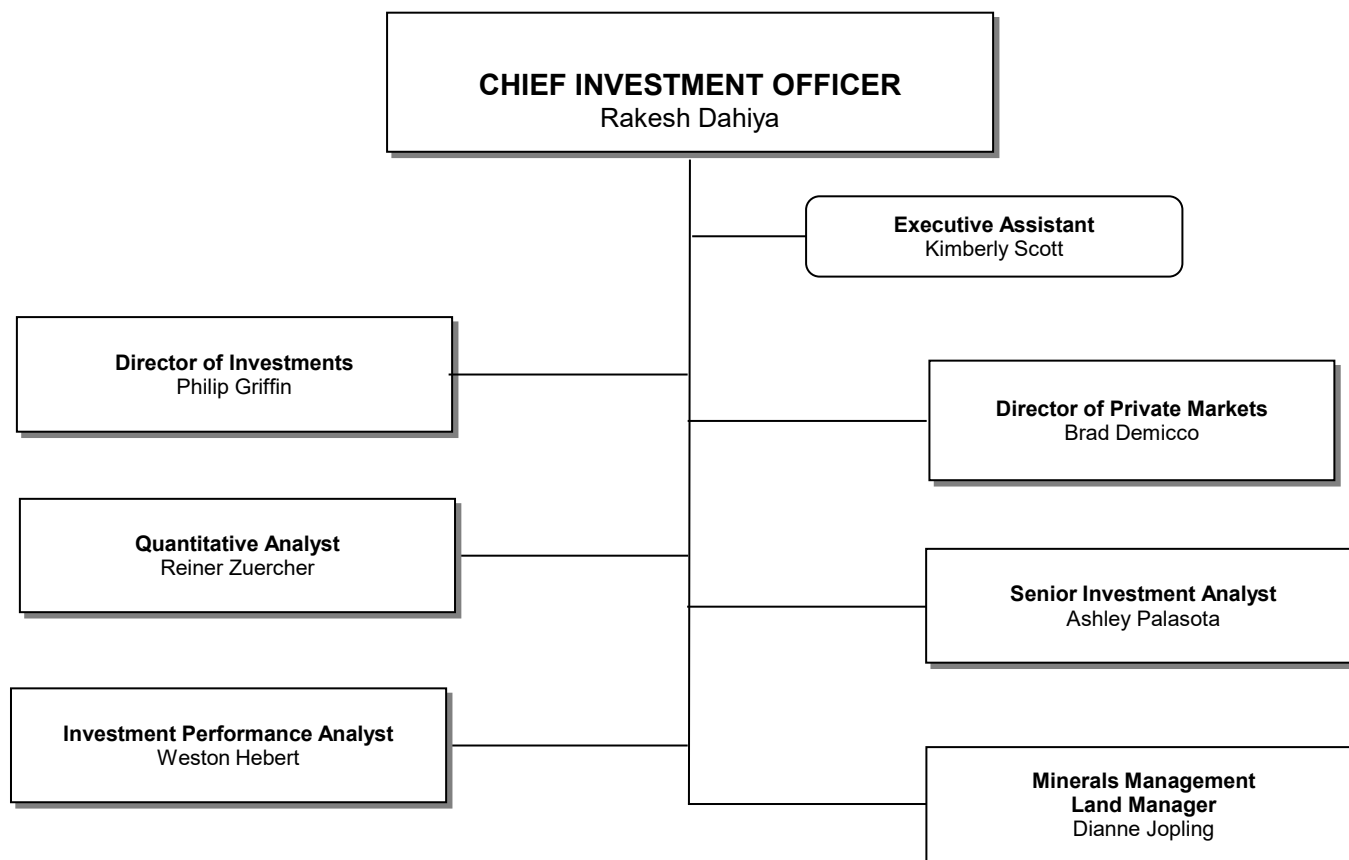 CHIEF INVESTMENT OFFICER
Rakesh Dahiya
Executive Assistant
Kimberly Scott
Director of Investments
Philip Griffin
Director of Private Markets
Brad Demicco
Quantitative Analyst
Reiner Zuercher
Senior Investment Analyst
Ashley Palasota
Investment Performance Analyst
Weston Hebert
Minerals Management
Land Manager
Dianne Jopling